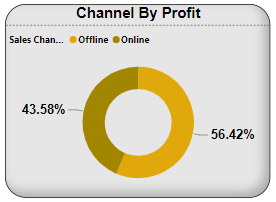 Channel By Profit
Sales Chan... Offline Online
43.58%
56.42%